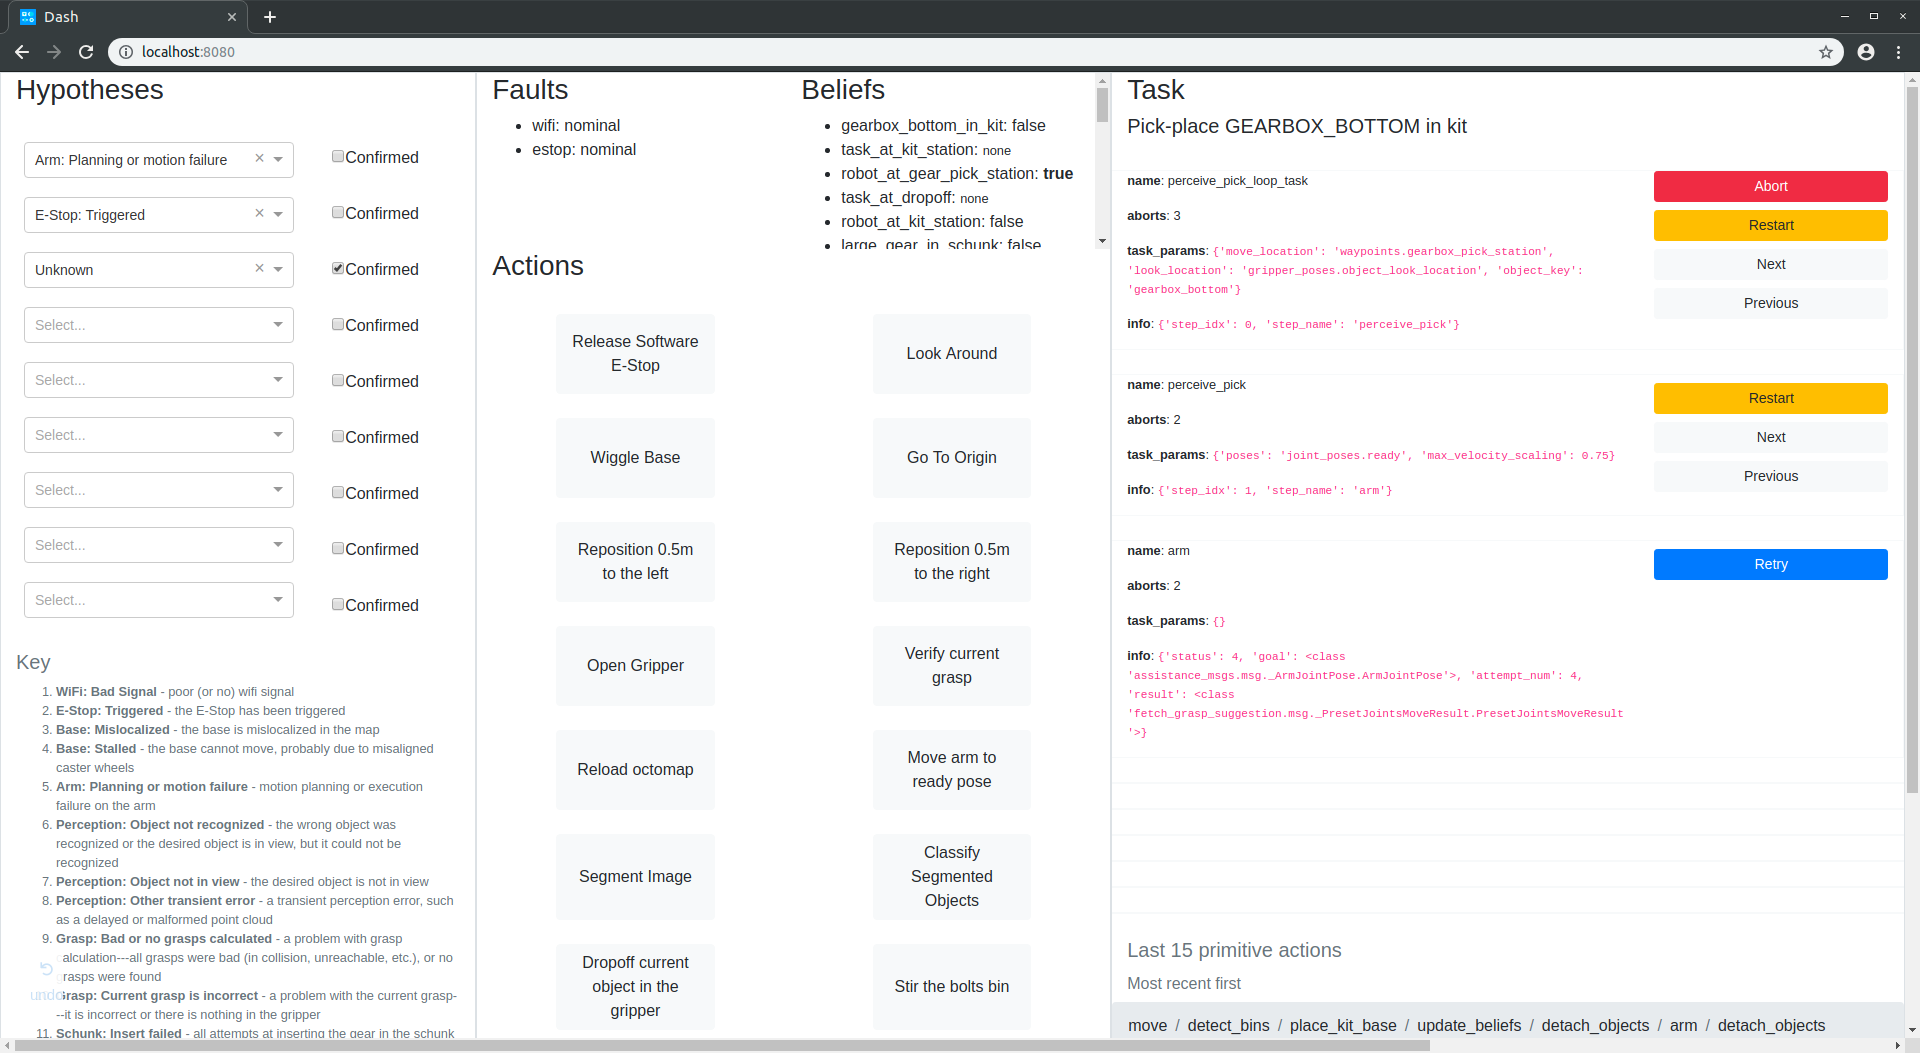 Dash
localhost:8080
Hypotheses
Arm: Planning or motion failure × Confirmed
E-Stop: Triggered × Confirmed
Unknown × Confirmed
Select... Confirmed
Select... Confirmed
Select... Confirmed
Select... Confirmed
Select... Confirmed
Select... Confirmed
Key
1. WiFi: Bad Signal - poor (or no) wifi signal
2. E-Stop: Triggered - the E-Stop has been triggered
3. Base: Mislocalized - the base is mislocalized in the map
4. Base: Stalled - the base cannot move, probably due to misaligned
caster wheels
5. Arm: Planning or motion failure - motion planning or execution
failure on the arm
6. Perception: Object not recognized - the wrong object was
recognized or the desired object is in view, but it could not be
recognized
7. Perception: Object not in view - the desired object is not in view
8. Perception: Other transient error - a transient perception error, such
as a delayed or malformed point cloud
9. Grasp: Bad or no grasps calculated - a problem with grasp
alculation---all grasps were bad (in collision, unreachable, etc.), or no
rasps were found
undo
Grasp: Current grasp is incorrect - a problem with the current grasp-
--it is incorrect or there is nothing in the gripper
11. Schunk: Insert failed - all attempts at inserting the gear in the schunk
Faults
wifi: nominal
estop: nominal
Beliefs
gearbox_bottom_in_kit: false
task_at_kit_station: none
robot_at_gear_pick_station: true
task_at_dropoff: none
robot_at_kit_station: false
large_gear_in_schunk: false
Actions
Release Software
E-Stop
Look Around
Wiggle Base
Go To Origin
Reposition 0.5m
to the left
Reposition 0.5m
to the right
Open Gripper
Verify current
grasp
Reload octomap
Move arm to
ready pose
Segment Image
Classify
Segmented
Objects
Dropoff current
object in the
gripper
Stir the bolts bin
Task
Pick-place GEARBOX_BOTTOM in kit
name: perceive_pick_loop_task
aborts: 3
task_params: {'move_location': 'waypoints.gearbox_pick_station',
'look_location': 'gripper_poses.object_look_location', 'object_key':
'gearbox_bottom'}
info: {'step_idx': 0, 'step_name': 'perceive_pick'}
Abort
Restart
Next
Previous
name: perceive_pick
aborts: 2
task_params: {'poses': 'joint_poses.ready', 'max_velocity_scaling': 0.75}
info: {'step_idx': 1, 'step_name': 'arm'}
Restart
Next
Previous
name: arm
aborts: 2
task_params: {}
info: {'status': 4, 'goal': <class
'assistance_msgs.msg._ArmJointPose.ArmJointPose'>, 'attempt_num': 4,
'result': <class
'fetch_grasp_suggestion.msg._PresetJointsMoveResult.PresetJointsMoveResult
'>}
Retry
Last 15 primitive actions
Most recent first
move / detect_bins / place_kit_base / update_beliefs / detach_objects / arm / detach_objects